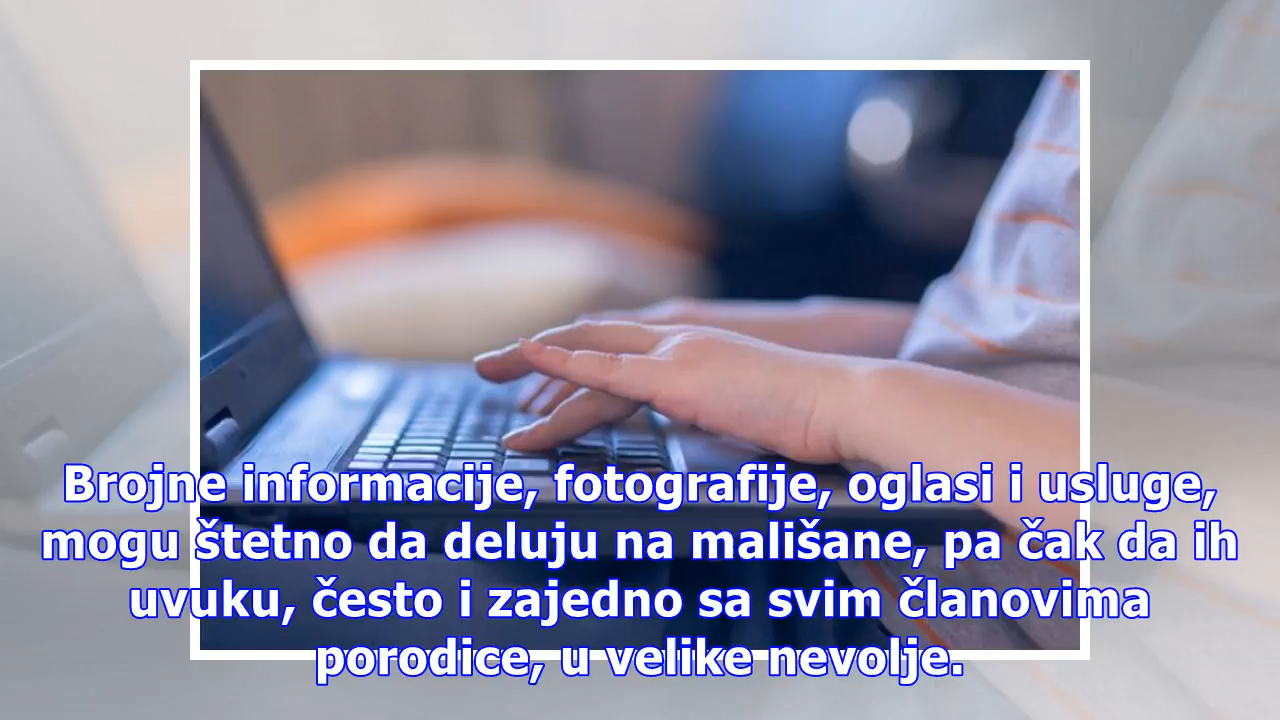 Brojne informacije, fotografije, oglasi i usluge,
mogu štetno da deluju na mališane, pa čak da ih
uvuku, često i zajedno sa svim članovima
porodice, u velike nevolje.